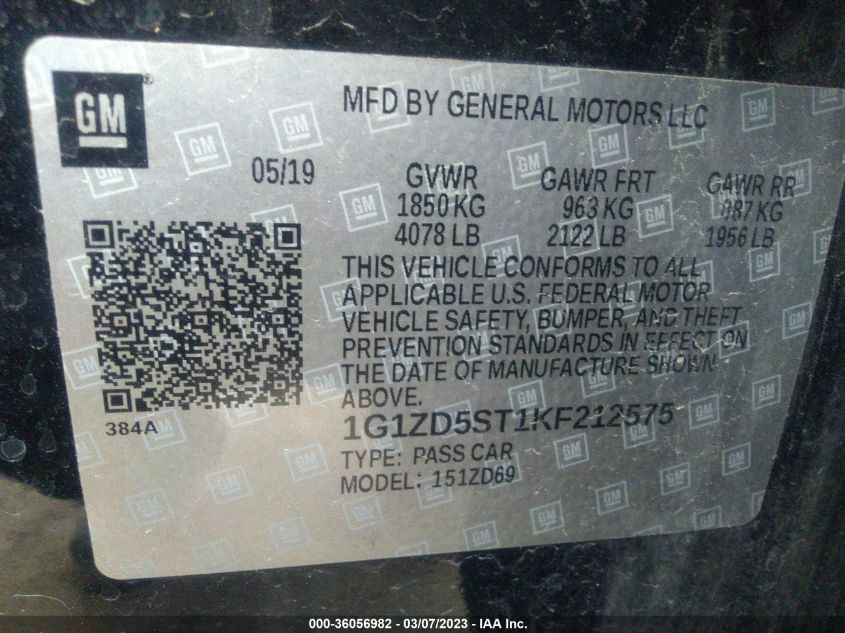 GM
MFD BY GENERAL MOTORS LLC
05/19 GVWR GAWR FRT GAWR RR
1850 KG 963 KG 887 KG
4078 LB 2122 LB 1956 LB
THIS VEHICLE CONFORMS TO ALL
APPLICABLE U.S. FEDERAL MOTOR
VEHICLE SAFETY, BUMPER, AND THEFT
PREVENTION STANDARDS IN EFFECT ON
THE DATE OF MANUFACTURE SHOWN
ABOVE.
384A
1G1ZD5ST1KF212575
TYPE: PASS CAR
MODEL: 151ZD69
000-36056982 — 03/07/2023 — IAA Inc.